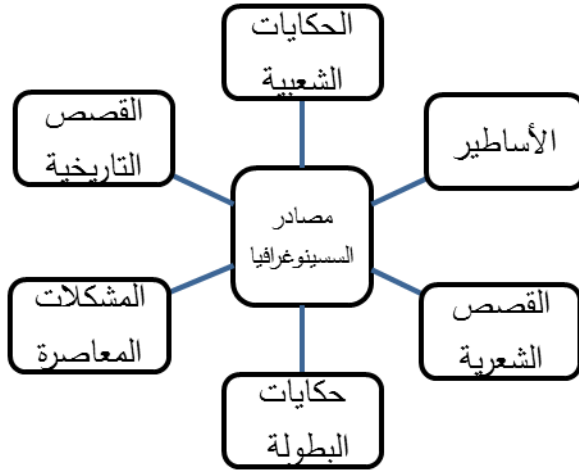 الحكايات
الشعبية
الأساطير
القصص
التاريخية
مصادر
السسينوغرافيا
القصص
الشعرية
المشكلات
المعاصرة
حكايات
البطولة